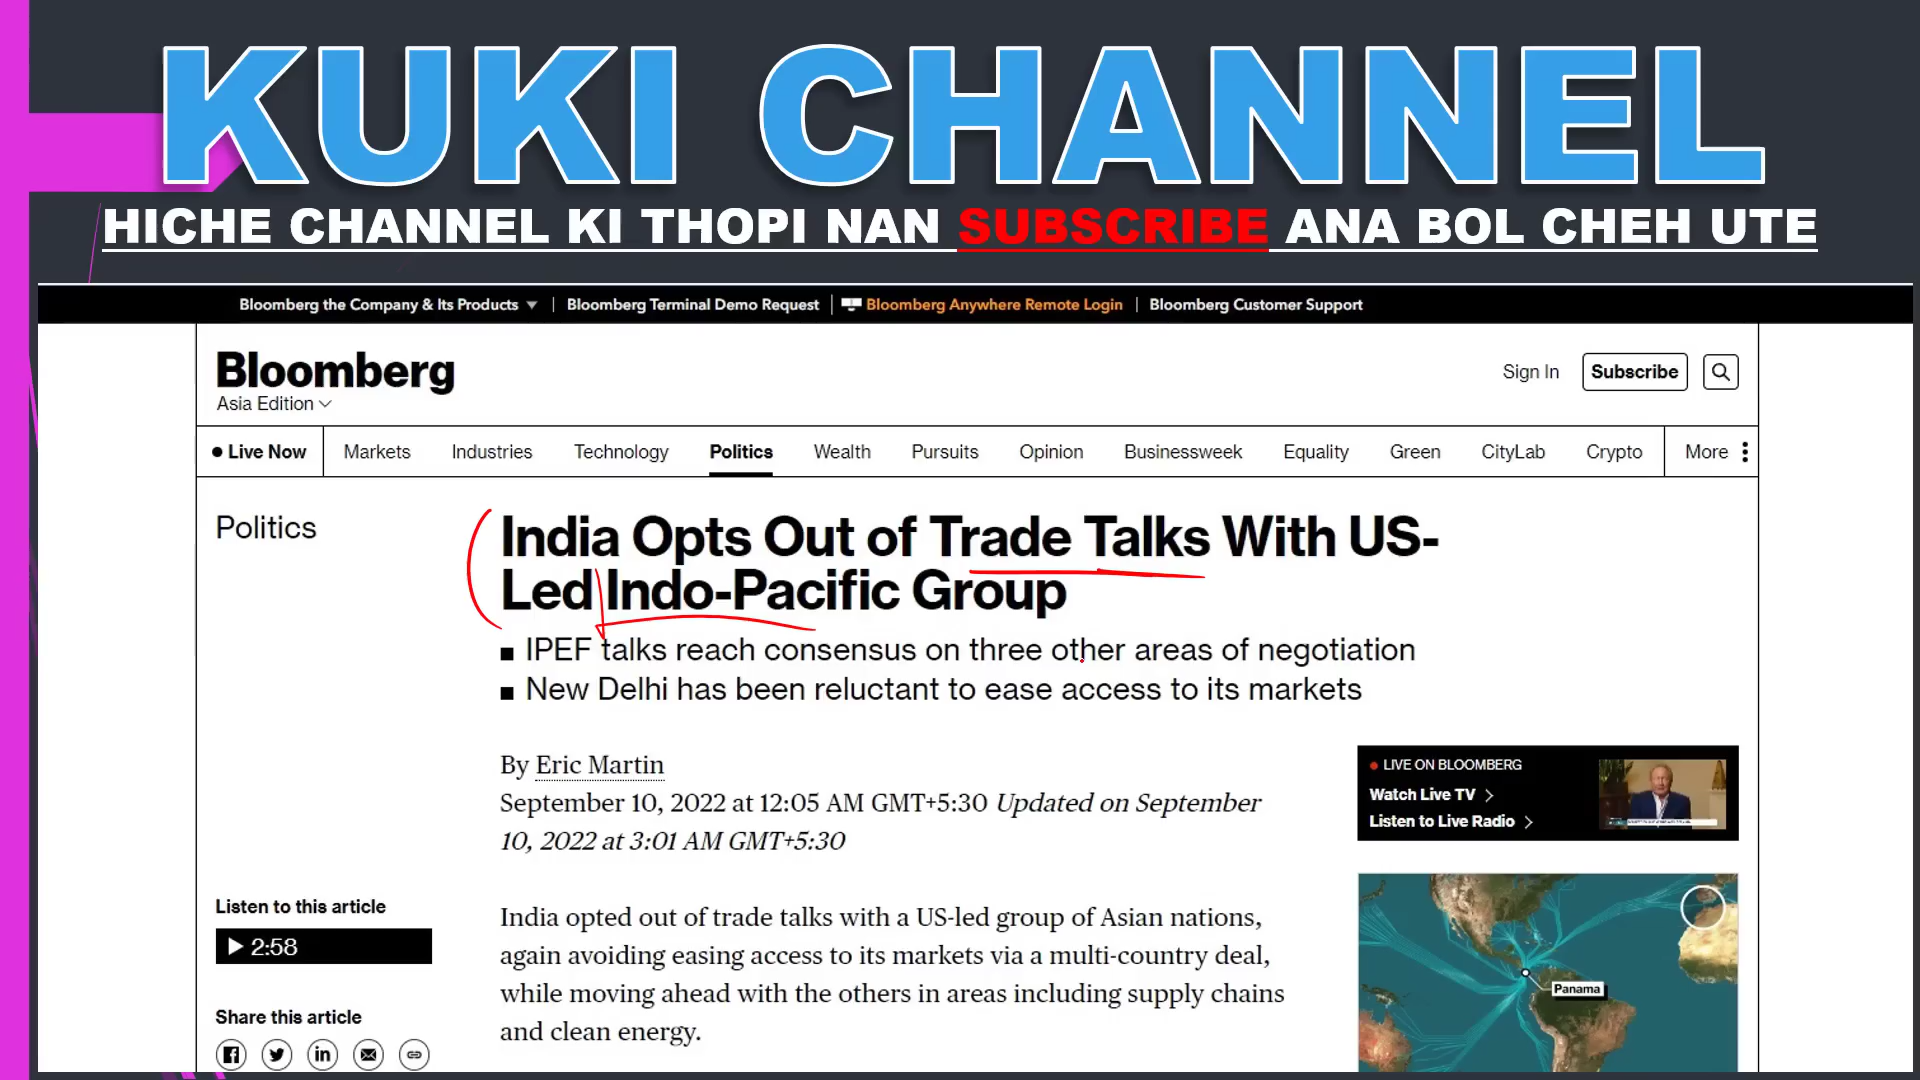 KUKI CHANNEL
HICHE CHANNEL KI THOPI NAN SUBSCRIBE ANA BOL CHEH UTE
Bloomberg the Company & Its Products | Bloomberg Terminal Demo Request | Bloomberg Anywhere Remote Login | Bloomberg Customer Support
Bloomberg
Asia Edition
Sign In Subscribe
Live Now Markets Industries Technology Politics Wealth Pursuits Opinion Businessweek Equality Green CityLab Crypto More
Politics
India Opts Out of Trade Talks With US-
Led Indo-Pacific Group
■ IPEF talks reach consensus on three other areas of negotiation
■ New Delhi has been reluctant to ease access to its markets
By Eric Martin
September 10, 2022 at 12:05 AM GMT+5:30 Updated on September
10, 2022 at 3:01 AM GMT+5:30
LIVE ON BLOOMBERG
Watch Live TV
Listen to Live Radio
Listen to this article
2:58
India opted out of trade talks with a US-led group of Asian nations,
again avoiding easing access to its markets via a multi-country deal,
while moving ahead with the others in areas including supply chains
and clean energy.
Panama
Share this article